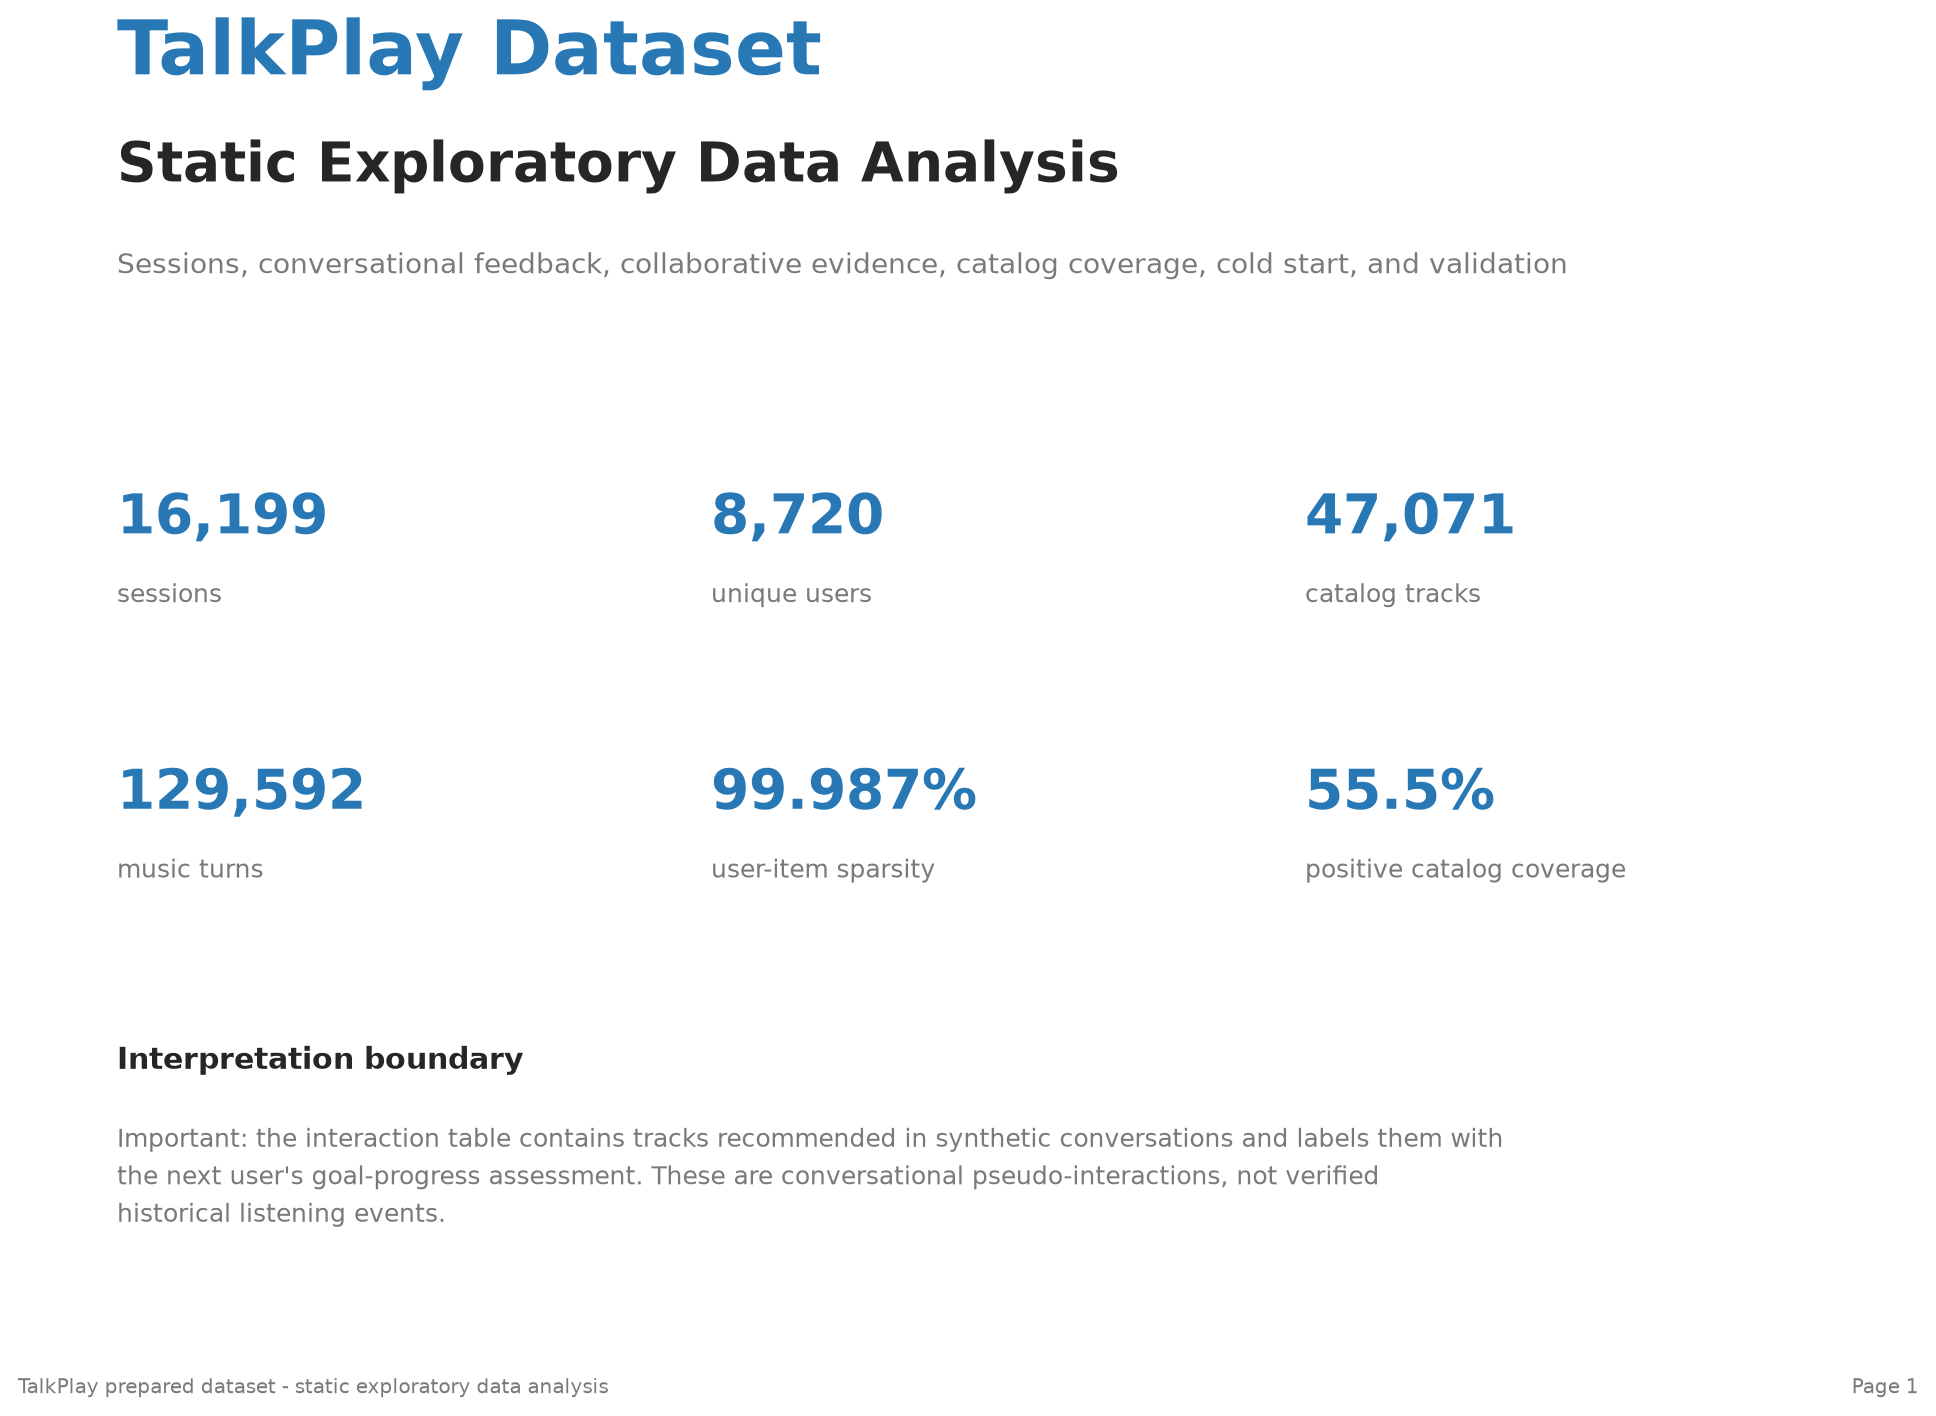 TalkPlay Dataset
Static Exploratory Data Analysis
Sessions, conversational feedback, collaborative evidence, catalog coverage, cold start, and validation
16,199
sessions
8,720
unique users
47,071
catalog tracks
129,592
music turns
99.987%
user-item sparsity
55.5%
positive catalog coverage
Interpretation boundary
Important: the interaction table contains tracks recommended in synthetic conversations and labels them with
the next user's goal-progress assessment. These are conversational pseudo-interactions, not verified
historical listening events.
TalkPlay prepared dataset - static exploratory data analysis
Page 1